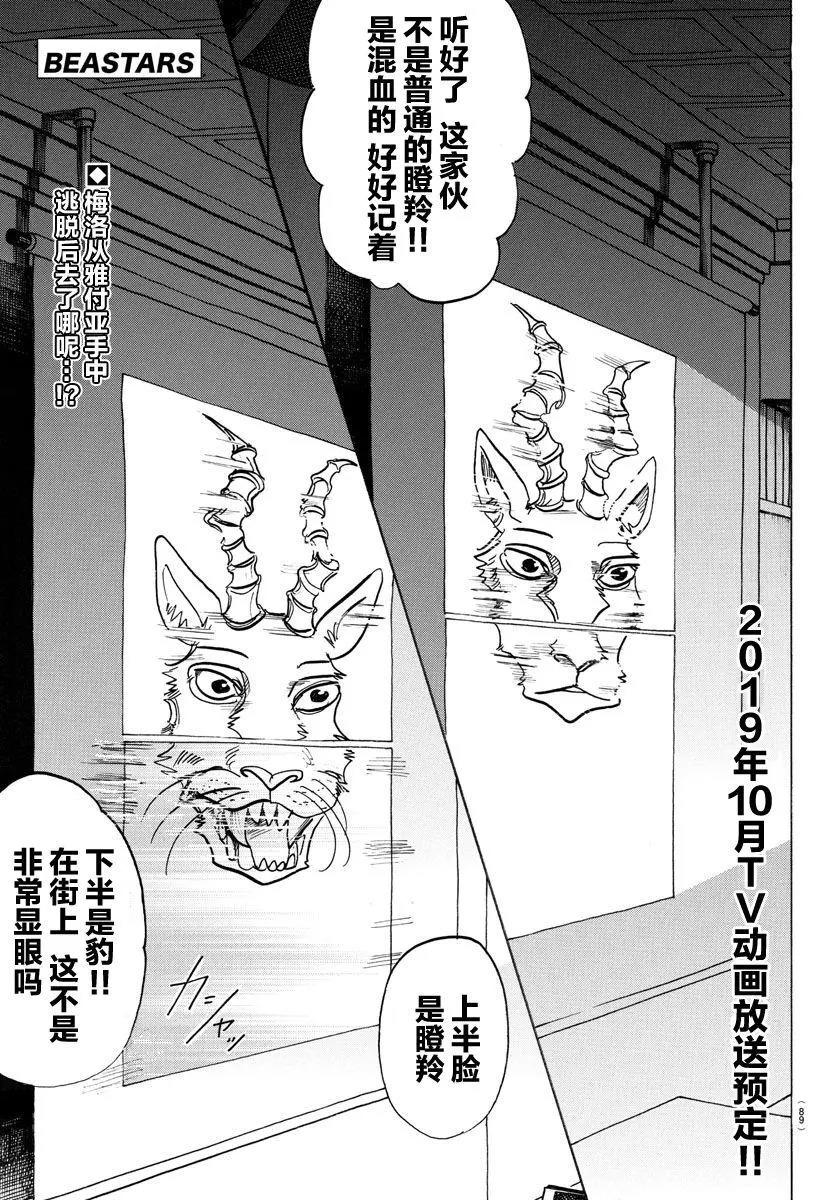 BEASTARS
听好了 这家伙
不是普通的瞪羚!!
是混血的 好好记着
◆梅洛从雅付亚手中
逃脱后去了哪呢…!?
2019年10月TV动画放送预定!!
上半脸
是瞪羚
下半是豹!!
在街上 这不是
非常显眼吗
カシャッ
(89)